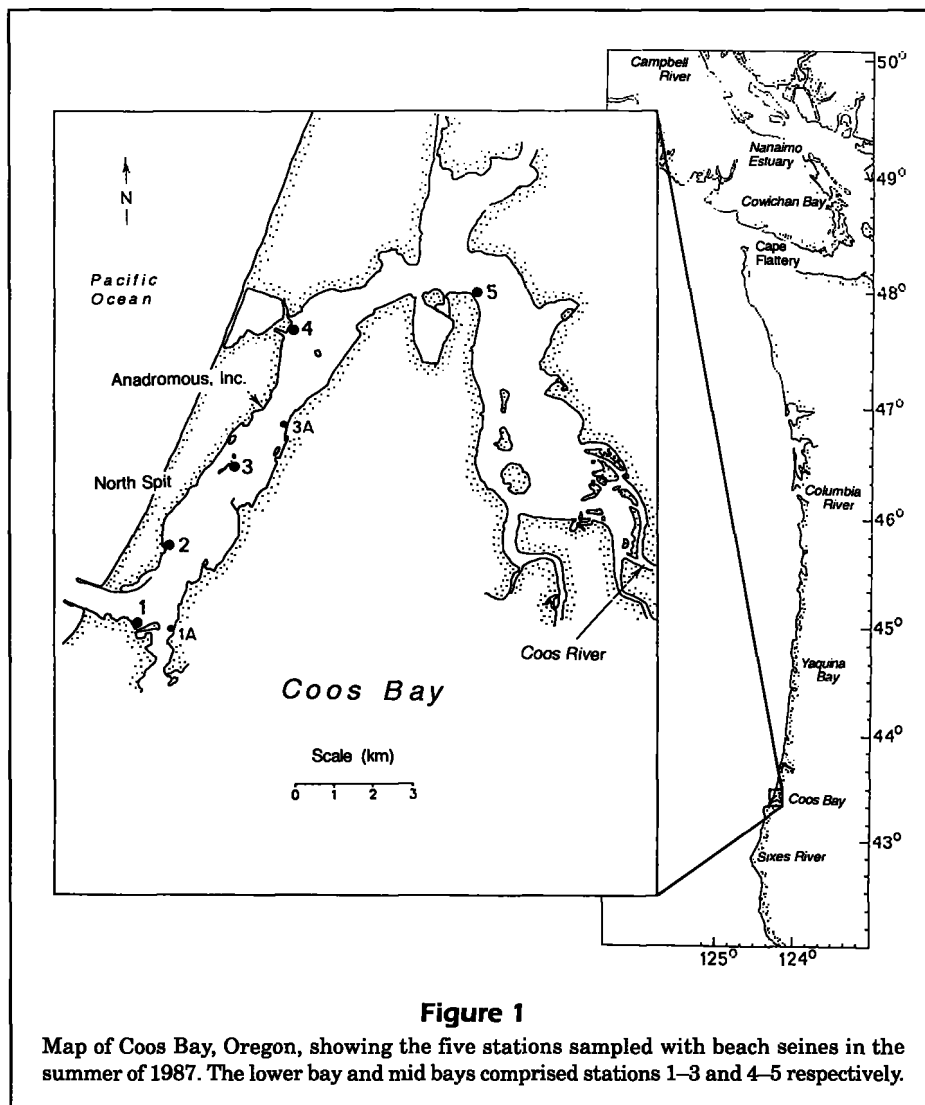 Campbell
River
50°
Nanaimo
Estuary
49°
Cowichan Bay
Cape
Flattery
48°
47°
Columbia
River
46°
45°
Yaquina
Bay
44°
Coos Bay
43°
Sixes River
125° 124°
N
Pacific
Ocean
5
4
Anadromous, Inc.
3A
3
North Spit
2
1
1A
Coos River
Coos Bay
Scale (km)
0 1 2 3
Figure 1
Map of Coos Bay, Oregon, showing the five stations sampled with beach seines in the
summer of 1987. The lower bay and mid bays comprised stations 1–3 and 4–5 respectively.